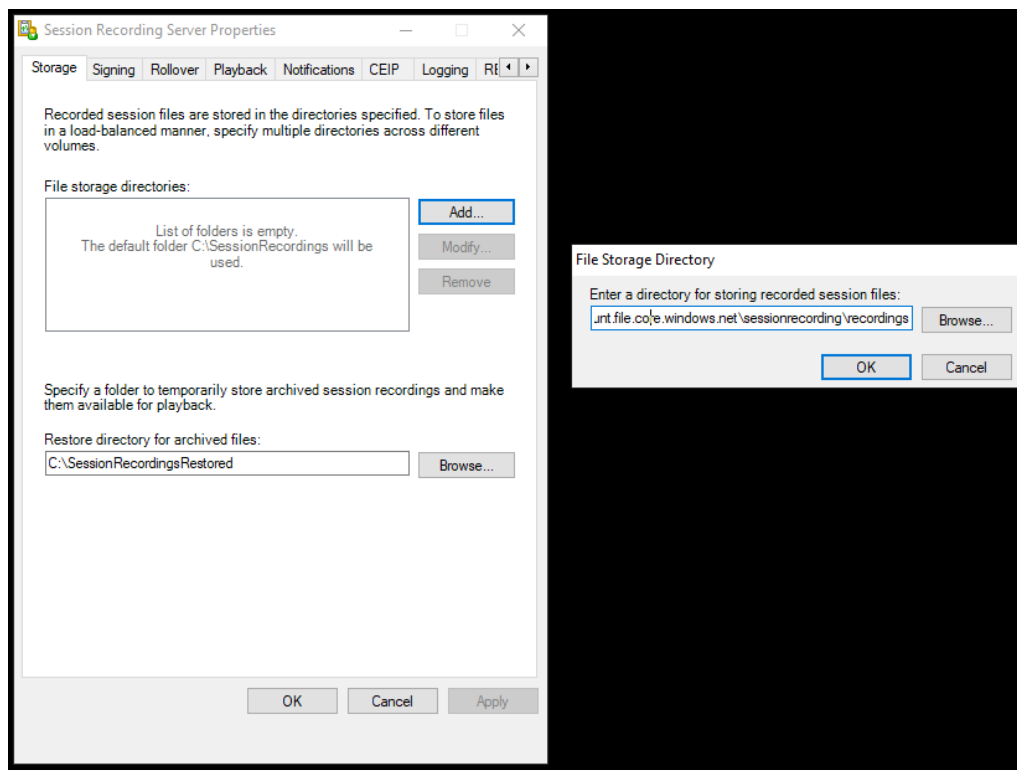 Session Recording Server Properties
Storage Signing Rollover Playback Notifications CEIP Logging
Recorded session files are stored in the directories specified. To store files
in a load-balanced manner, specify multiple directories across different
volumes.
File storage directories:
List of folders is empty.
The default folder C:\SessionRecordings will be
used.
Add...
Modify...
Remove
Specify a folder to temporarily store archived session recordings and make
them available for playback.
Restore directory for archived files:
C:\SessionRecordingsRestored
Browse...
OK Cancel Apply
File Storage Directory
Enter a directory for storing recorded session files:
unt.file.core.windows.net\sessionrecording\recordings
Browse...
OK Cancel